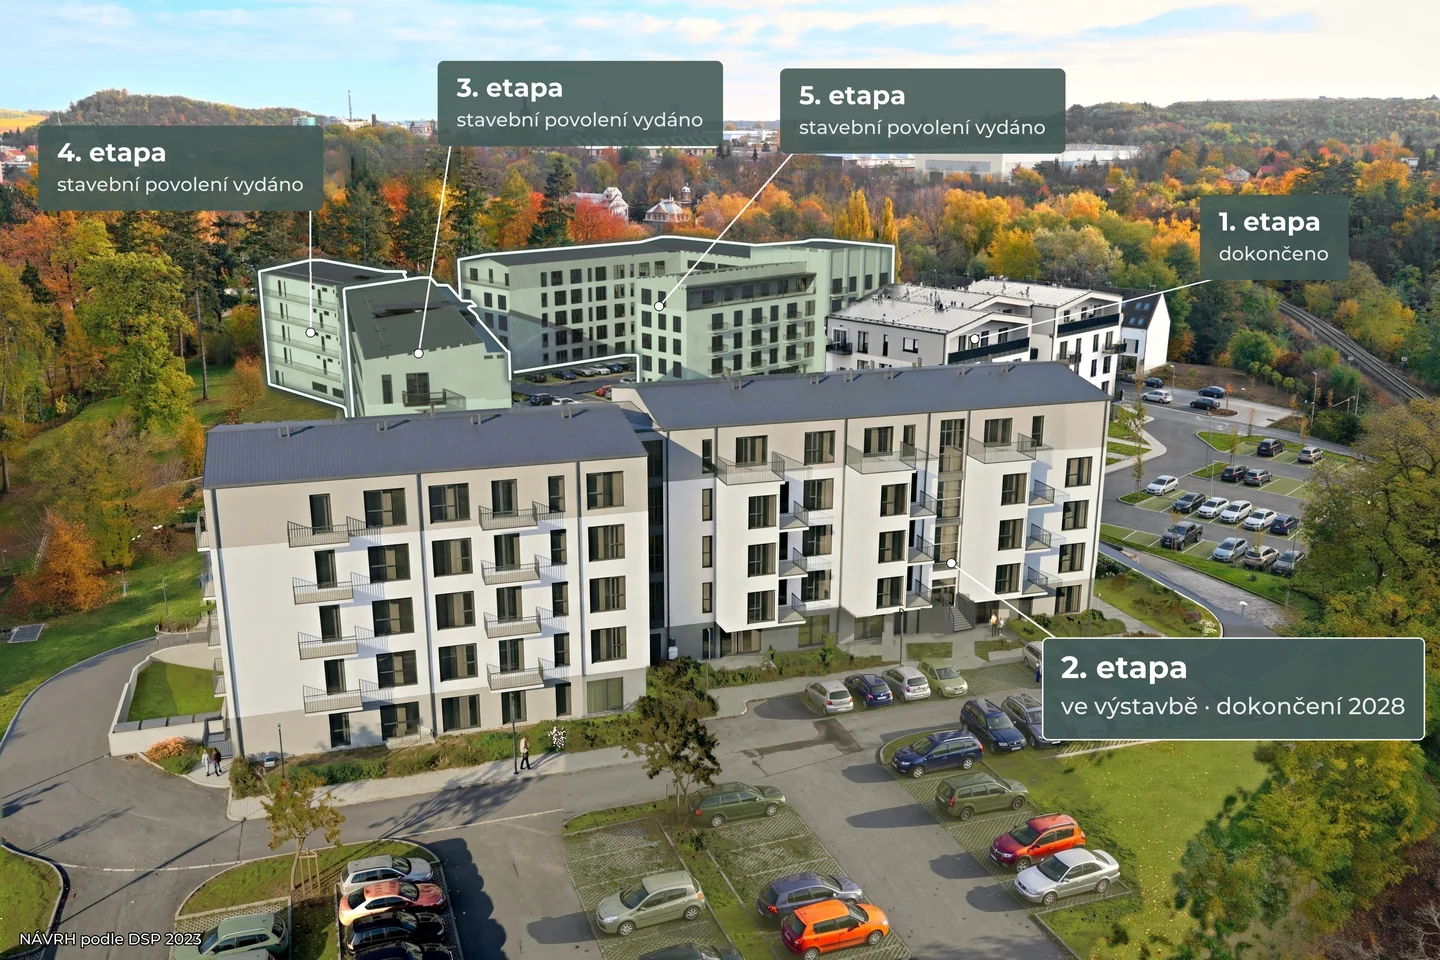 3. etapa
stavební povolení vydáno
5. etapa
stavební povolení vydáno
4. etapa
stavební povolení vydáno
1. etapa
dokončeno
2. etapa
ve výstavbě · dokončení 2028
NÁVRH podle DSP 2023